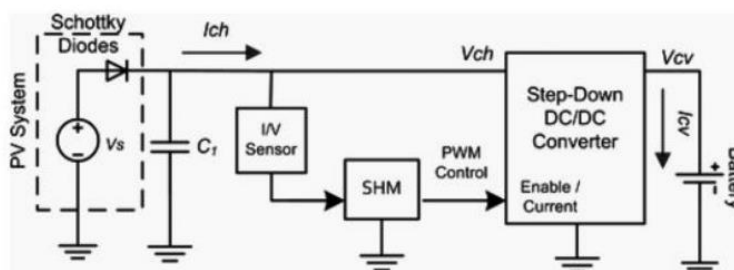 Schottky
Diodes
Ich
Vch
Vcv
PV System
Vs
C1
I/V
Sensor
SHM
PWM
Control
Step-Down
DC/DC
Converter
Enable /
Current
Icv
Battery